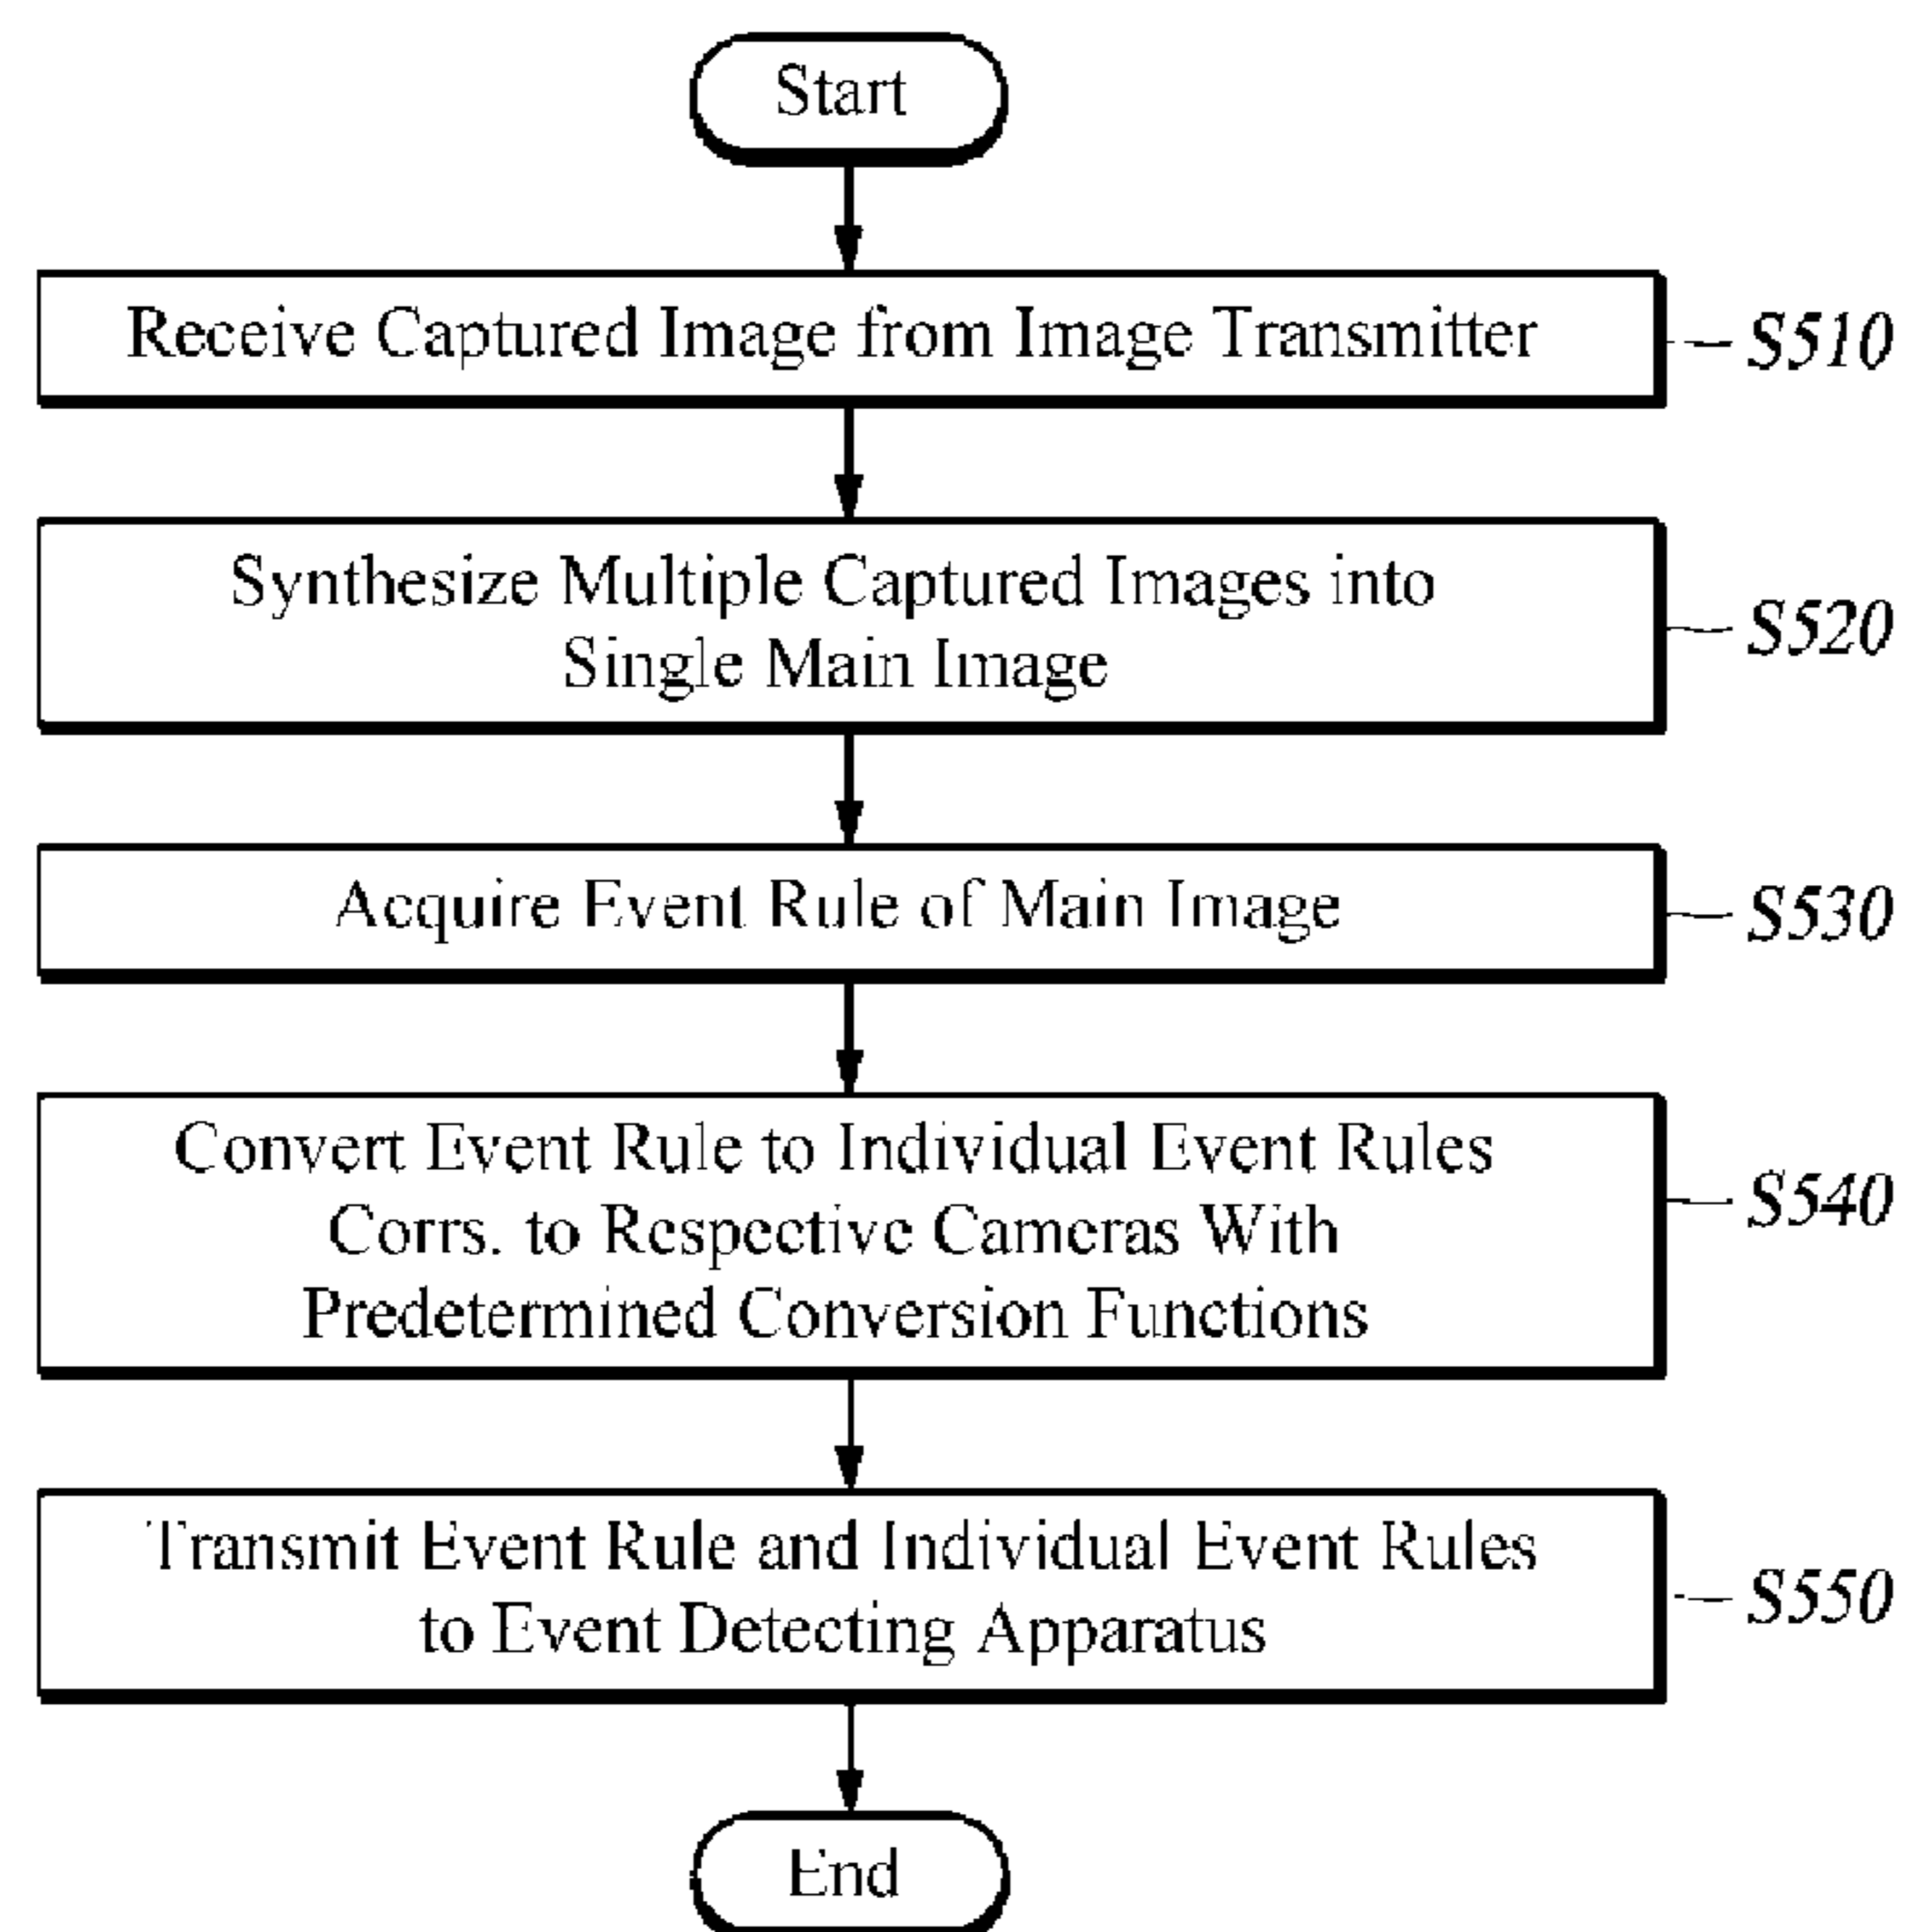 Start
Receive Captured Image from Image Transmitter
S510
Synthesize Multiple Captured Images into
Single Main Image
S520
Acquire Event Rule of Main Image
S530
Convert Event Rule to Individual Event Rules
Corrs. to Respective Cameras With
Predetermined Conversion Functions
S540
Transmit Event Rule and Individual Event Rules
to Event Detecting Apparatus
S550
End